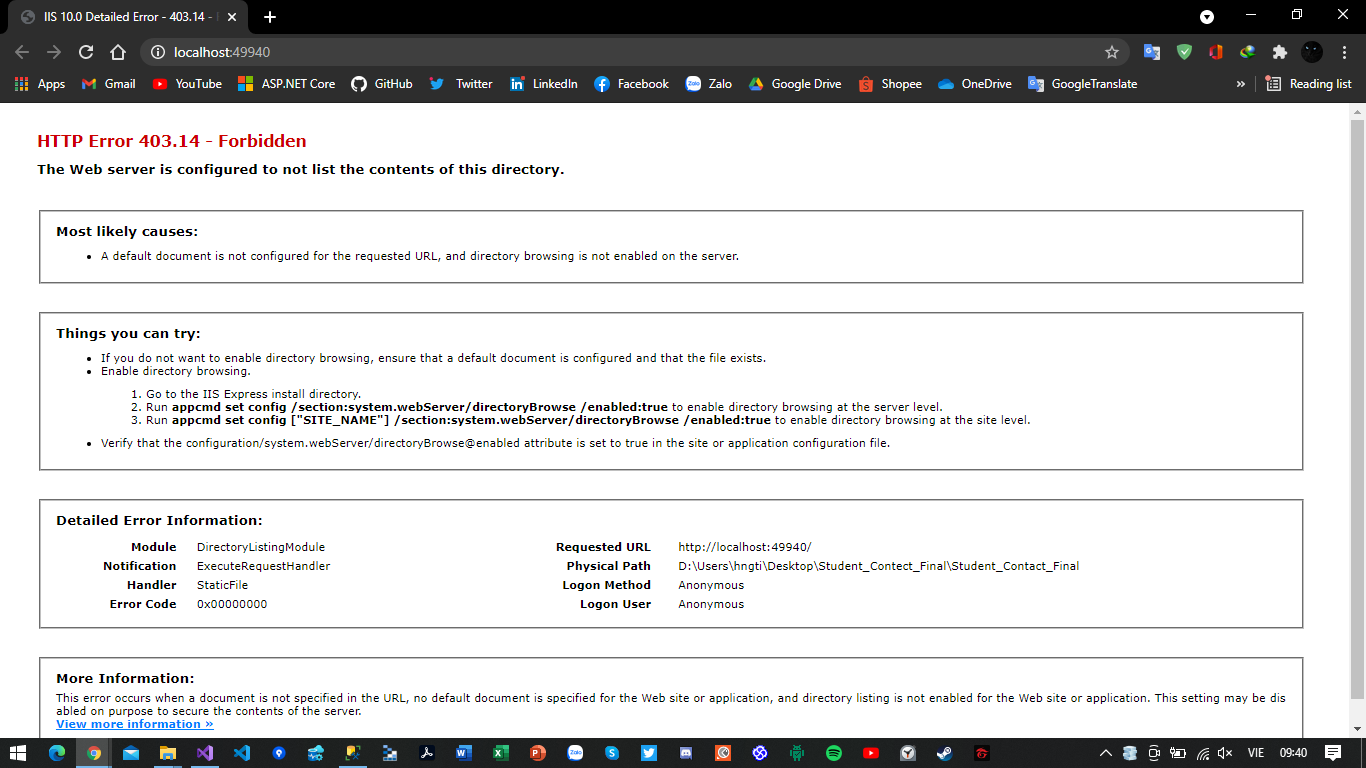 IIS 10.0 Detailed Error - 403.14 -
localhost:49940
Apps Gmail YouTube ASP.NET Core GitHub Twitter LinkedIn Facebook Zalo Google Drive Shopee OneDrive GoogleTranslate » Reading list
HTTP Error 403.14 - Forbidden
The Web server is configured to not list the contents of this directory.
Most likely causes:
• A default document is not configured for the requested URL, and directory browsing is not enabled on the server.
Things you can try:
• If you do not want to enable directory browsing, ensure that a default document is configured and that the file exists.
• Enable directory browsing.
1. Go to the IIS Express install directory.
2. Run appcmd set config /section:system.webServer/directoryBrowse /enabled:true to enable directory browsing at the server level.
3. Run appcmd set config ["SITE_NAME"] /section:system.webServer/directoryBrowse /enabled:true to enable directory browsing at the site level.
• Verify that the configuration/system.webServer/directoryBrowse@enabled attribute is set to true in the site or application configuration file.
Detailed Error Information:
Module DirectoryListingModule
Notification ExecuteRequestHandler
Handler StaticFile
Error Code 0x00000000
Requested URL http://localhost:49940/
Physical Path D:\Users\hngti\Desktop\Student_Contect_Final\Student_Contact_Final
Logon Method Anonymous
Logon User Anonymous
More Information:
This error occurs when a document is not specified in the URL, no default document is specified for the Web site or application, and directory listing is not enabled for the Web site or application. This setting may be dis
abled on purpose to secure the contents of the server.
View more information »
VIE 09:40